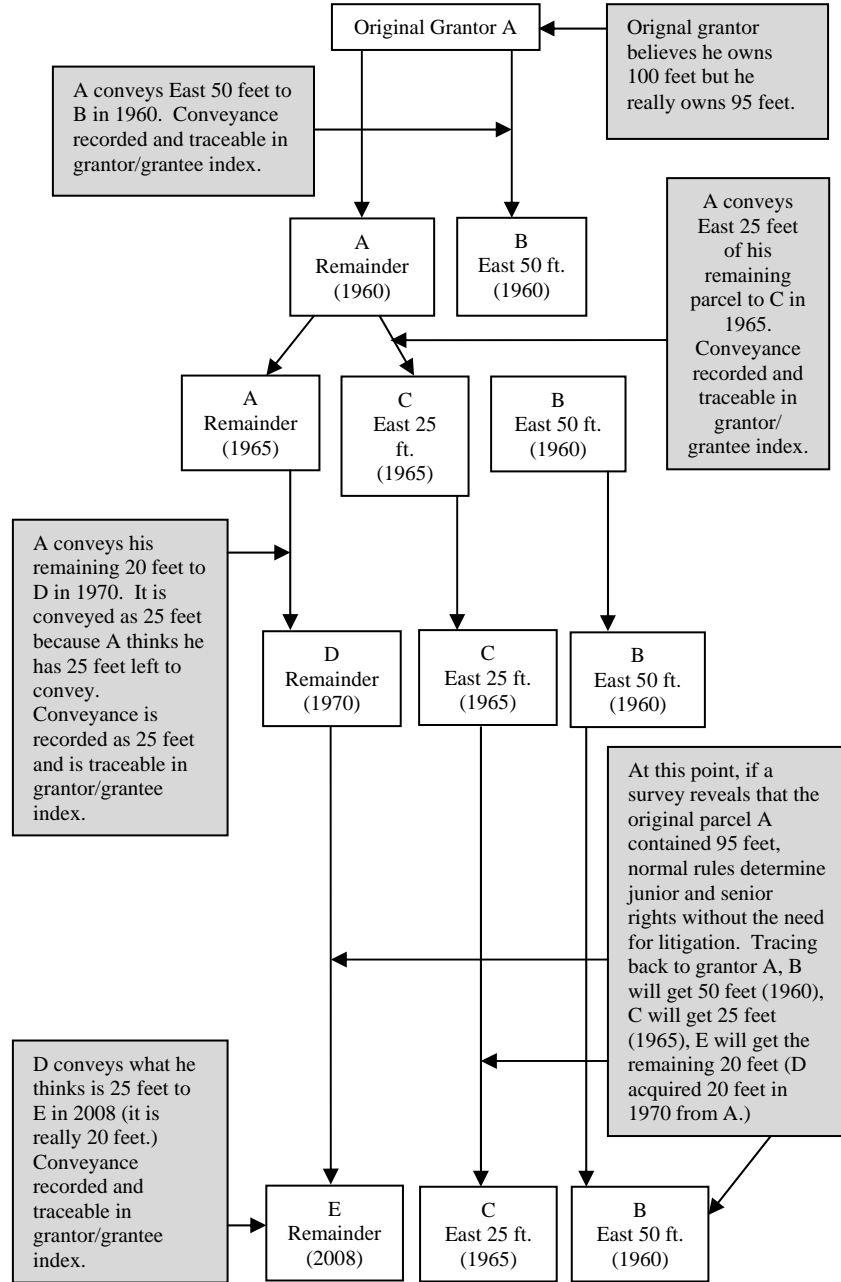 Original Grantor A
Orignal grantor
believes he owns
100 feet but he
really owns 95 feet.
A conveys East 50 feet to
B in 1960. Conveyance
recorded and traceable in
grantor/grantee index.
A conveys
East 25 feet
of his
remaining
parcel to C in
1965.
Conveyance
recorded and
traceable in
grantor/
grantee index.
A
Remainder
(1960)
B
East 50 ft.
(1960)
A
Remainder
(1965)
C
East 25
ft.
(1965)
B
East 50 ft.
(1960)
A conveys his
remaining 20 feet to
D in 1970. It is
conveyed as 25 feet
because A thinks he
has 25 feet left to
convey.
Conveyance is
recorded as 25 feet
and is traceable in
grantor/grantee
index.
D
Remainder
(1970)
C
East 25 ft.
(1965)
B
East 50 ft.
(1960)
At this point, if a
survey reveals that the
original parcel A
contained 95 feet,
normal rules determine
junior and senior
rights without the need
for litigation. Tracing
back to grantor A, B
will get 50 feet (1960),
C will get 25 feet
(1965), E will get the
remaining 20 feet (D
acquired 20 feet in
1970 from A.)
D conveys what he
thinks is 25 feet to
E in 2008 (it is
really 20 feet.)
Conveyance
recorded and
traceable in
grantor/grantee
index.
E
Remainder
(2008)
C
East 25 ft.
(1965)
B
East 50 ft.
(1960)